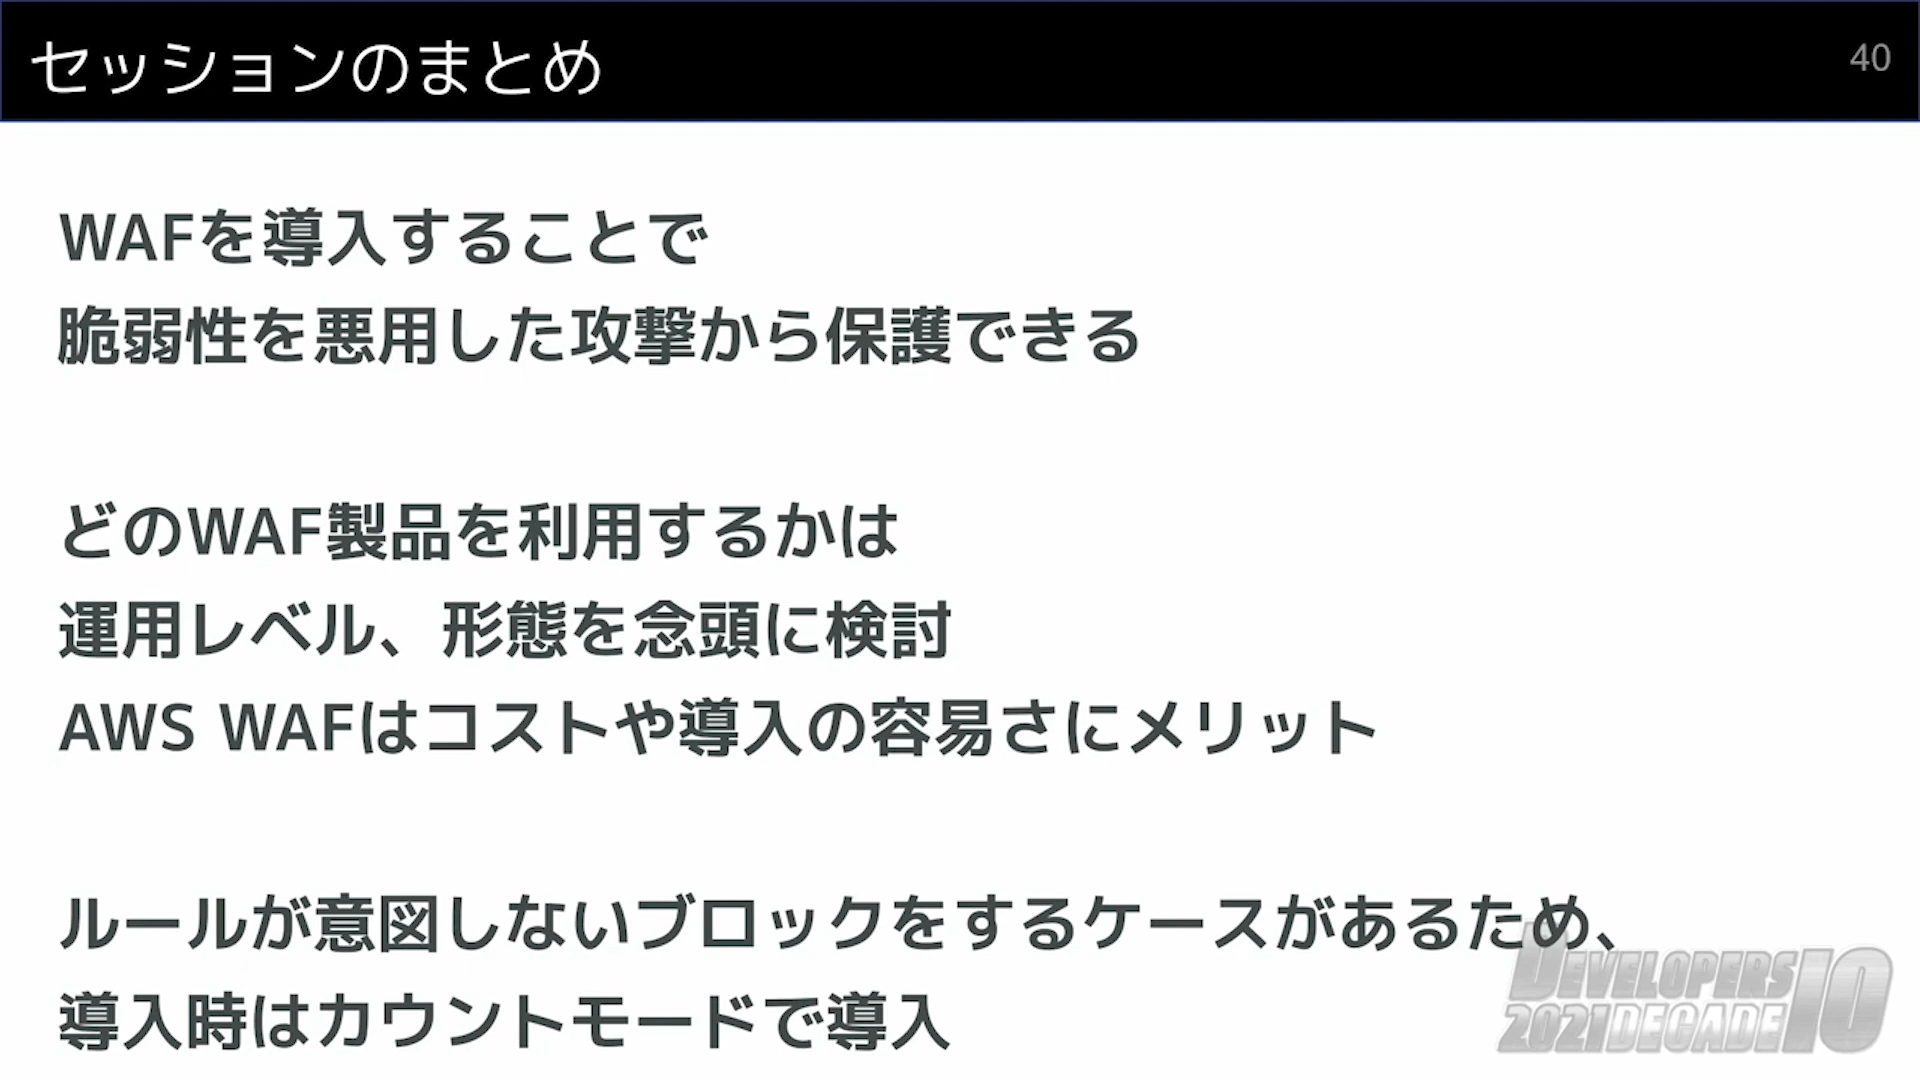 セッションのまとめ
40
WAFを導入することで
脆弱性を悪用した攻撃から保護できる
どのWAF製品を利用するかは
運用レベル、形態を念頭に検討
AWS WAFはコストや導入の容易さにメリット
ルールが意図しないブロックをするケースがあるため、
導入時はカウントモードで導入
DEVELOPERS
2021 DECADE 10